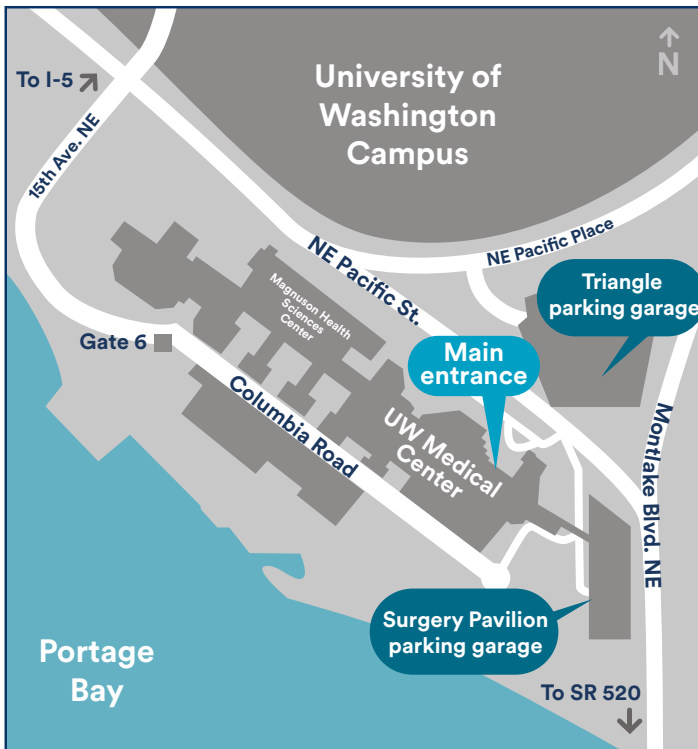 To I-5
University of
Washington
Campus
N
15th Ave. NE
NE Pacific St.
NE Pacific Place
Triangle
parking garage
Magnuson Health
Sciences
Center
Gate 6
Main
entrance
Columbia Road
UW Medical
Center
Montlake Blvd. NE
Surgery Pavilion
parking garage
Portage
Bay
To SR 520